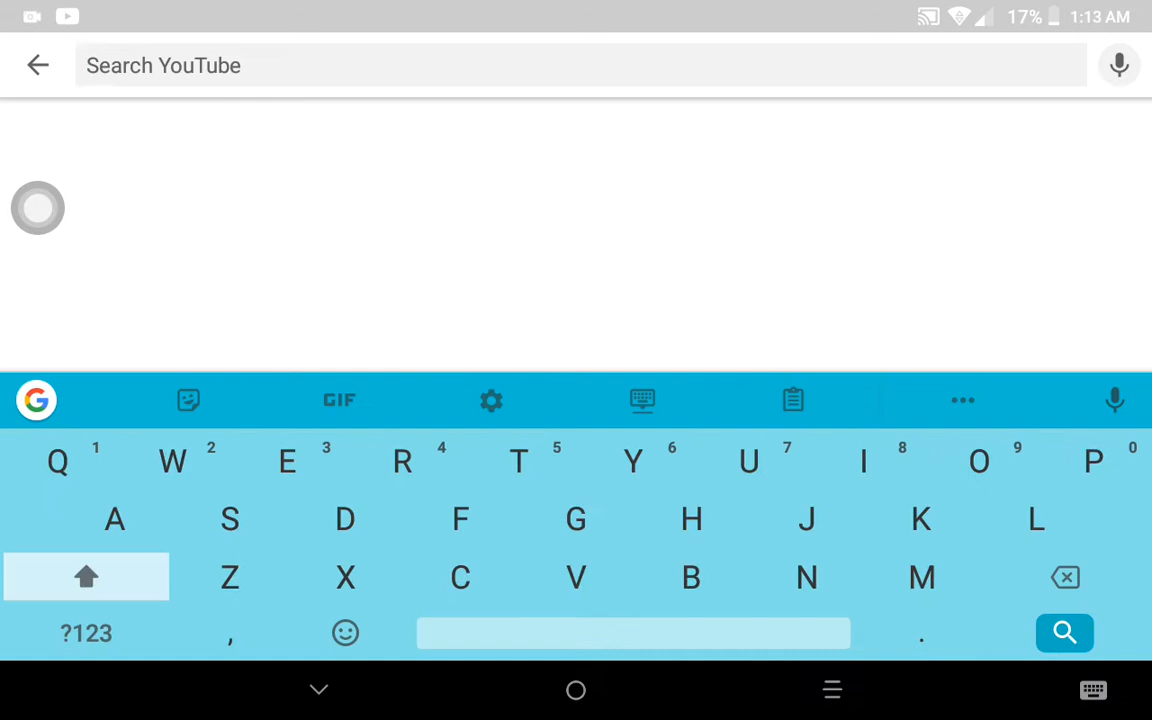 17% 1:13 AM
Search YouTube
G GIF
Q 1 W 2 E 3 R 4 T 5 Y 6 U 7 I 8 O 9 P 0
A S D F G H J K L
Z X C V B N M
?123 , .